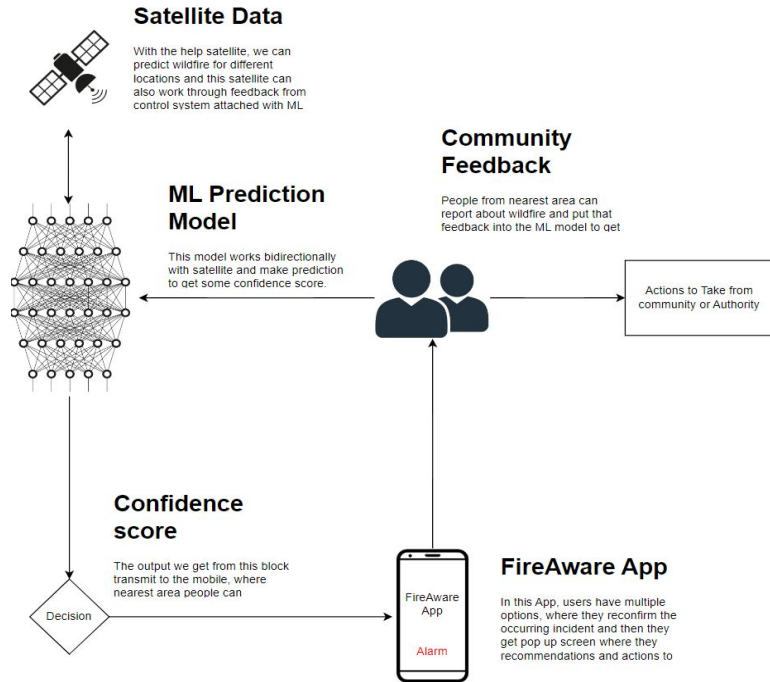 Satellite Data
With the help satellite, we can
predict wildfire for different
locations and this satellite can
also work through feedback from
control system attached with ML
Community
Feedback
People from nearest area can
report about wildfire and put that
feedback into the ML model to get
ML Prediction
Model
This model works bidirectionally
with satellite and make prediction
to get some confidence score.
Actions to Take from
community or Authority
Confidence
score
The output we get from this block
transmit to the mobile, where
nearest area people can
Decision
FireAware
App
Alarm
FireAware App
In this App, users have multiple
options, where they reconfirm the
occurring incident and then they
get pop up screen where they
recommendations and actions to